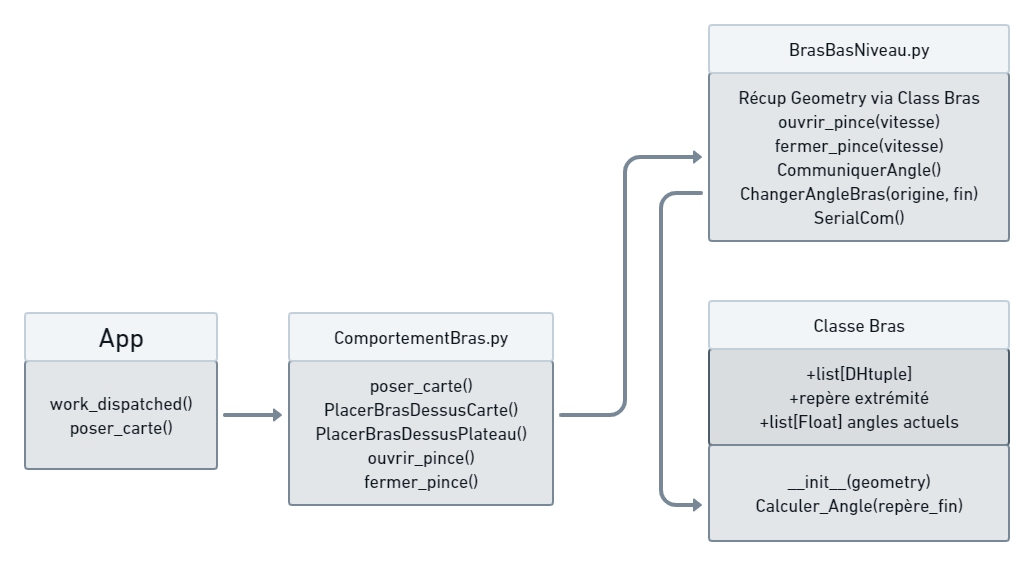 App
work_dispatched()
poser_carte()
ComportementBras.py
poser_carte()
PlacerBrasDessusCarte()
PlacerBrasDessusPlateau()
ouvrir_pince()
fermer_pince()
BrasBasNiveau.py
Récup Geometry via Class Bras
ouvrir_pince(vitesse)
fermer_pince(vitesse)
CommuniquerAngle()
ChangerAngleBras(origine, fin)
SerialCom()
Classe Bras
+list[DHtuple]
+repère extrémité
+list[Float] angles actuels
__init__(geometry)
Calculer_Angle(repère_fin)